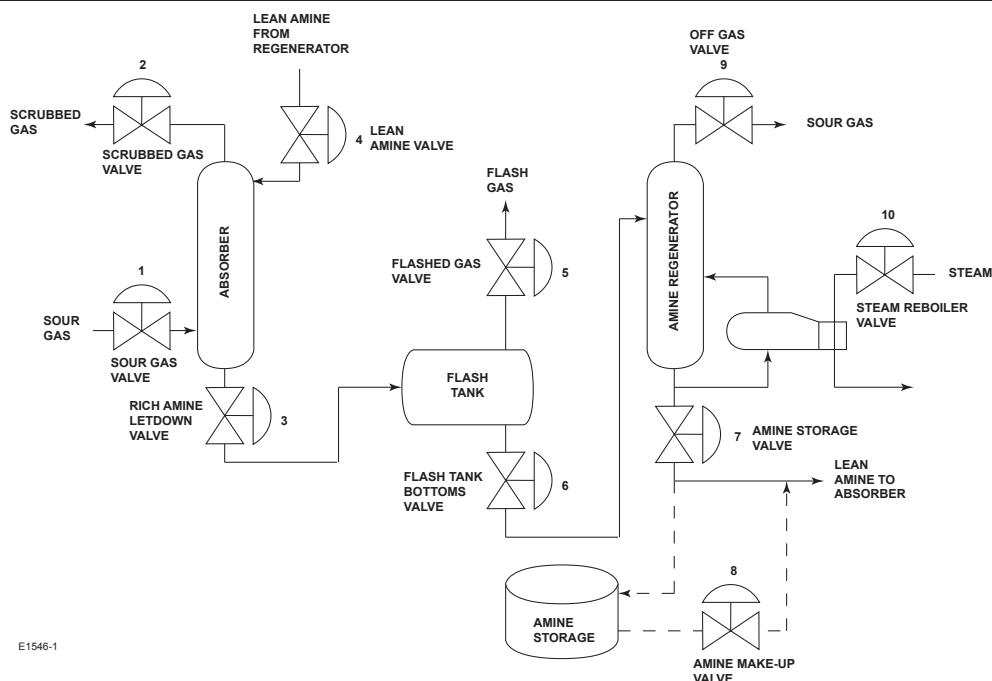 LEAN AMINE
FROM
REGENERATOR
OFF GAS
VALVE
2
9
SCRUBBED
GAS
SCRUBBED GAS
VALVE
4
LEAN
AMINE VALVE
SOUR GAS
FLASH
GAS
ABSORBER
AMINE REGENERATOR
10
1
FLASHED GAS
VALVE
5
STEAM
STEAM REBOILER
VALVE
SOUR
GAS
SOUR GAS
VALVE
FLASH
TANK
RICH AMINE
LETDOWN
VALVE
3
7
AMINE STORAGE
VALVE
FLASH TANK
BOTTOMS
VALVE
6
LEAN
AMINE TO
ABSORBER
8
AMINE
STORAGE
E1546-1
AMINE MAKE-UP
VALVE